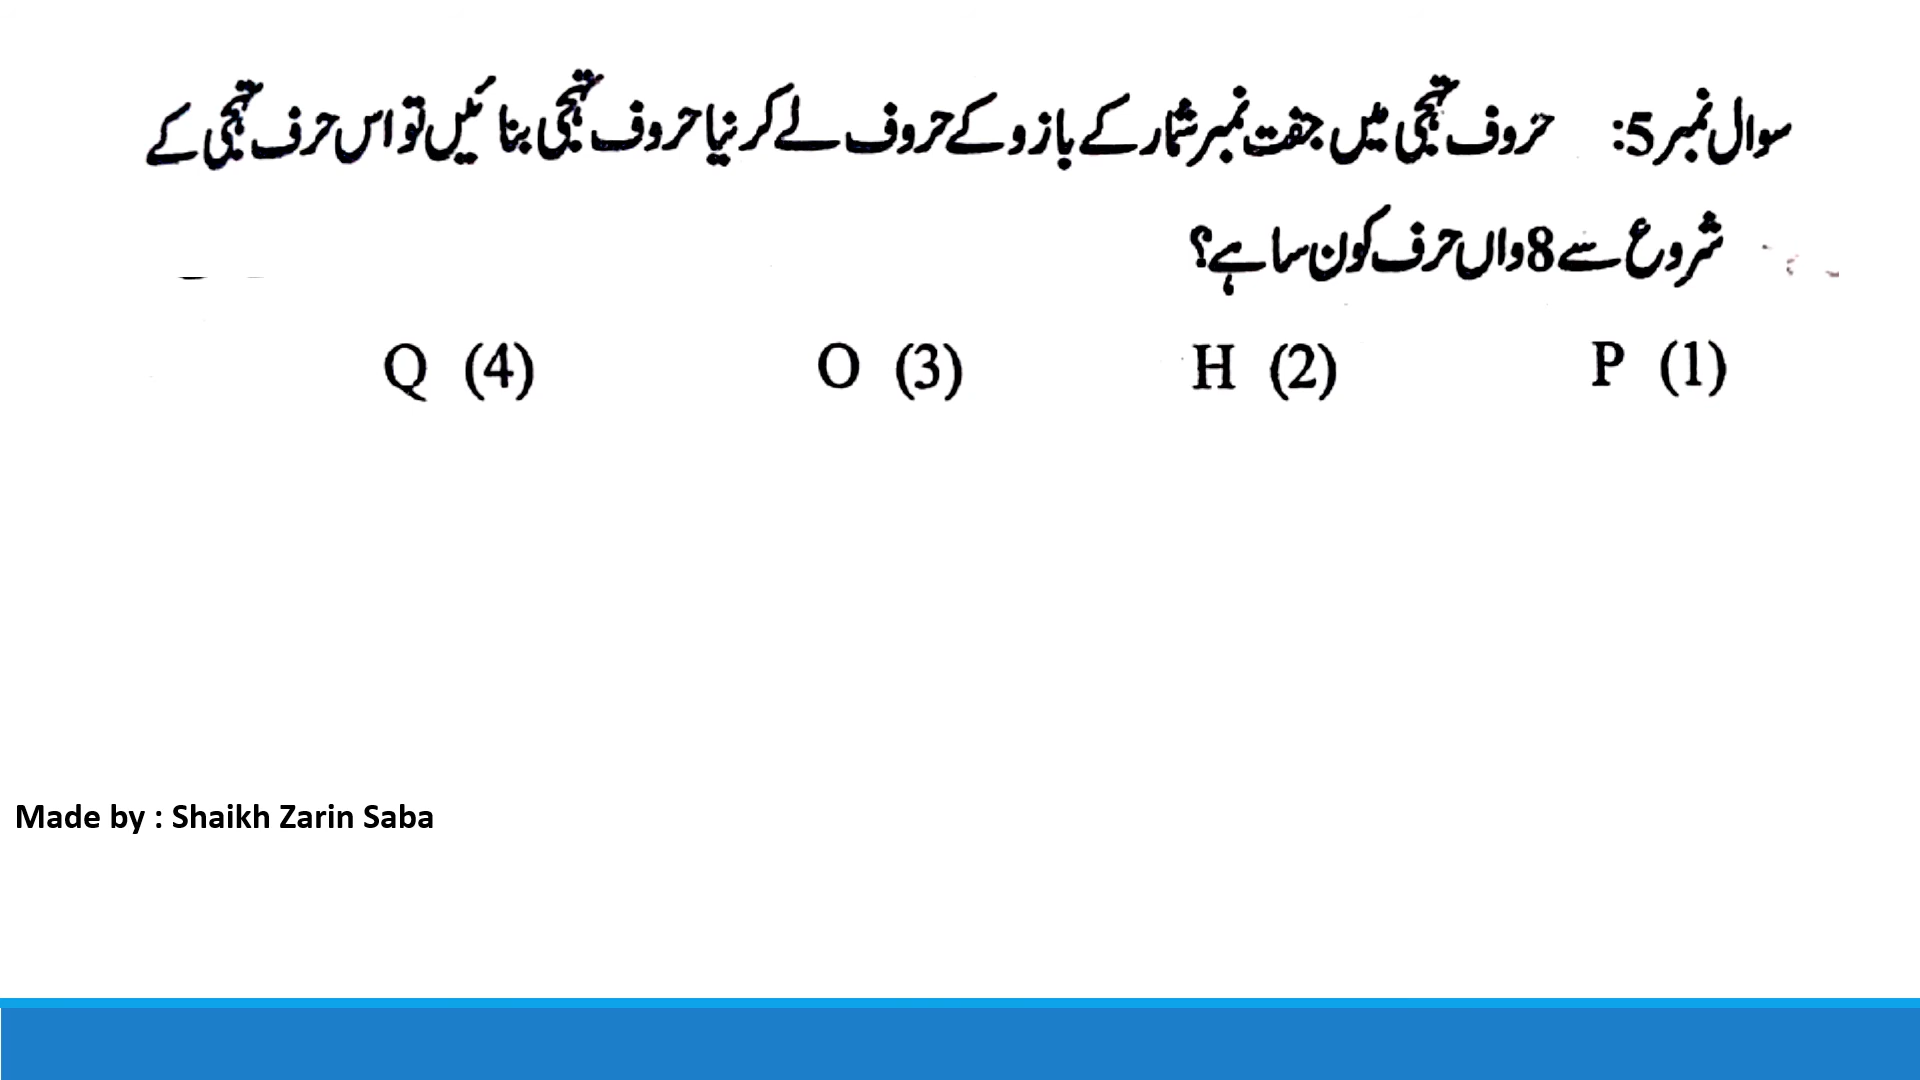 سوال نمبر5: حروف تہجی میں جفت نمبر شمار کے بازو کے حروف لے کر نیا حروف تہجی بنائیں تو اس حرف تہجی کے
شروع سے 8 واں حرف کون سا ہے؟
P (1) H (2) O (3) Q (4)
Made by : Shaikh Zarin Saba